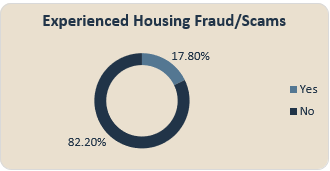 Experienced Housing Fraud/Scams
17.80%
Yes
No
82.20%